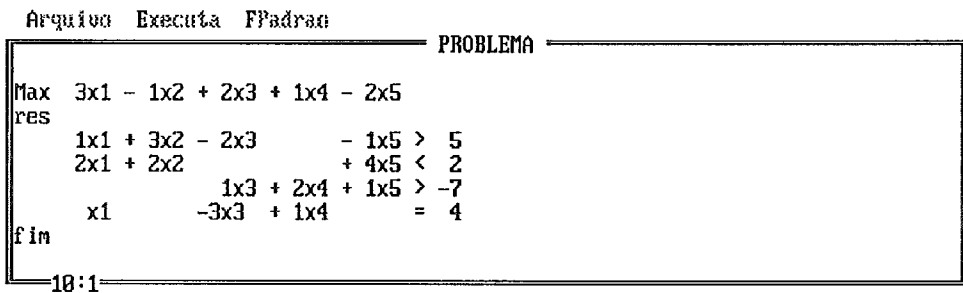 Arquivo Executa FPadrao
PROBLEMA
Max 3x1 - 1x2 + 2x3 + 1x4 - 2x5
res
1x1 + 3x2 - 2x3 - 1x5 > 5
2x1 + 2x2 + 4x5 < 2
1x3 + 2x4 + 1x5 > -7
x1 -3x3 + 1x4 = 4
fim
10:1